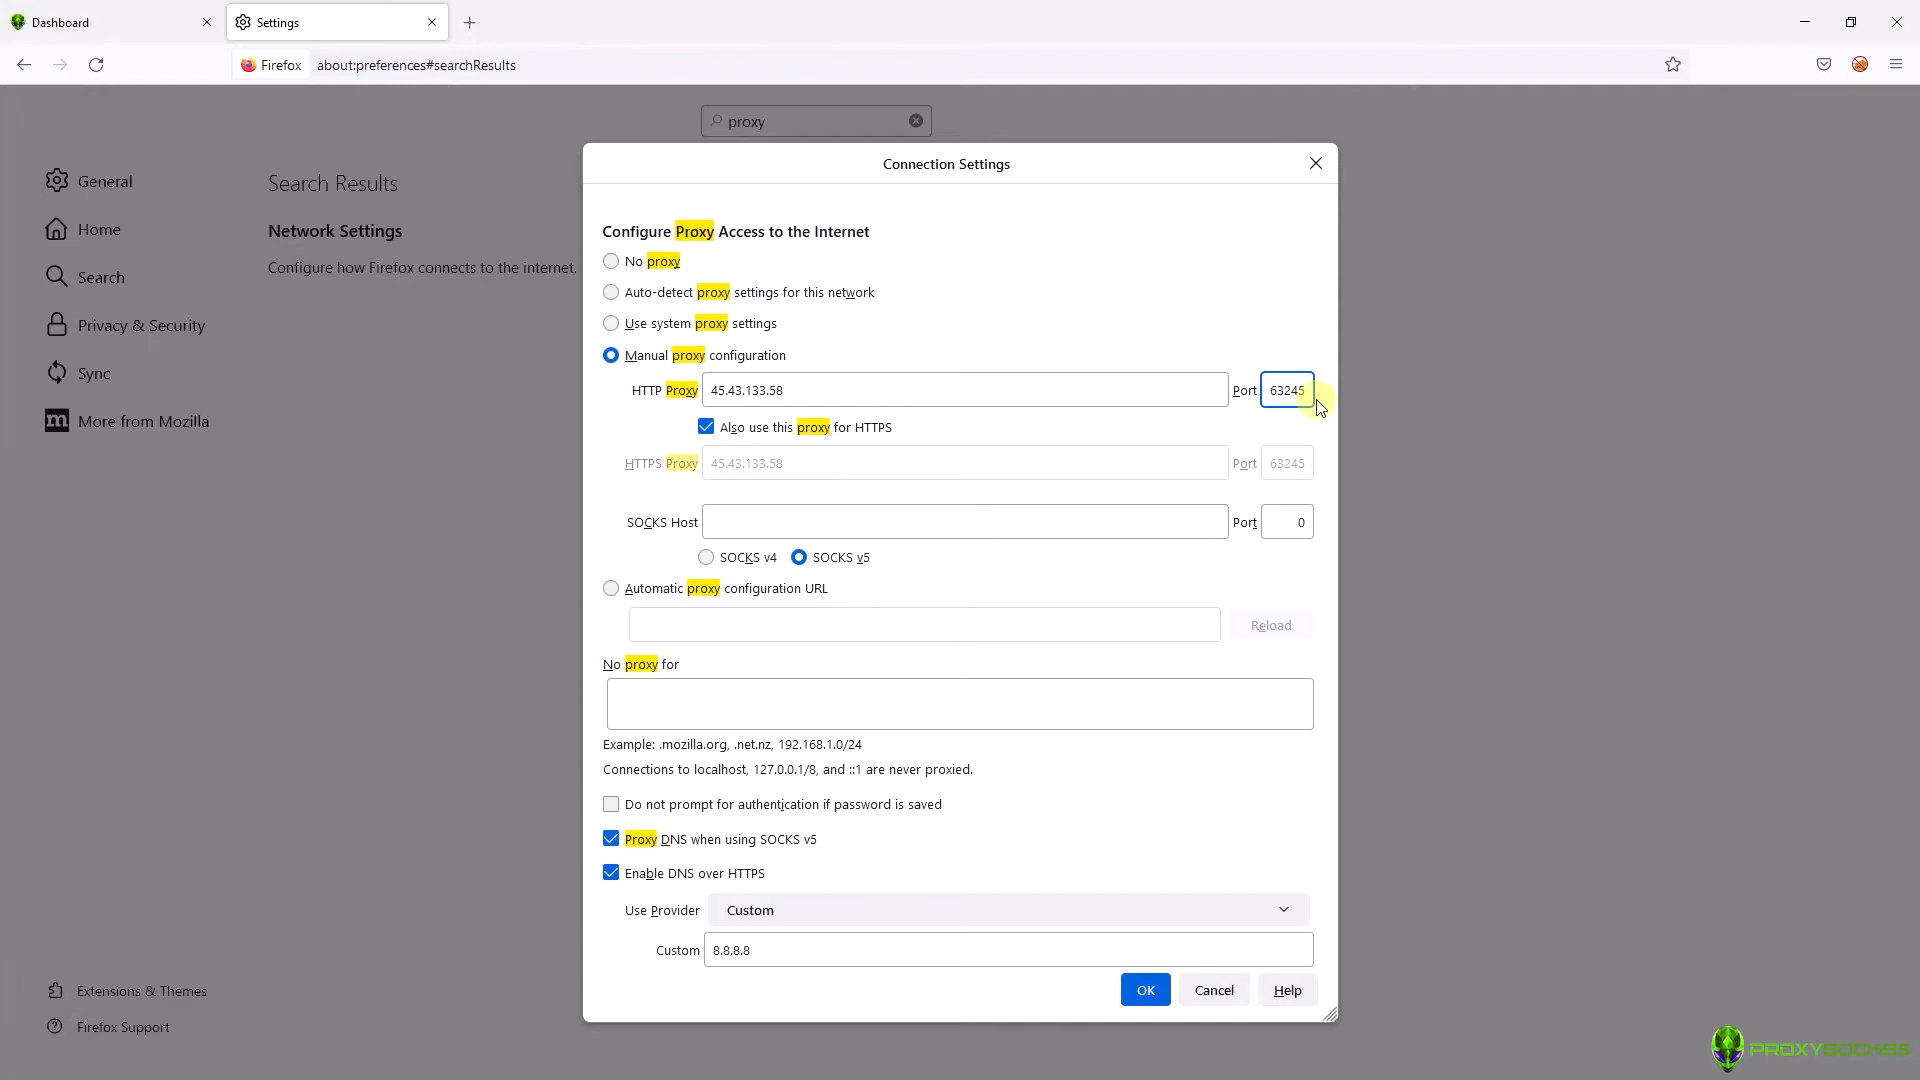 Dashboard
Settings
Firefox
about:preferences#searchResults
proxy
General
Home
Search
Privacy & Security
Sync
More from Mozilla
Extensions & Themes
Firefox Support
Search Results
Network Settings
Configure how Firefox connects to the internet.
Connection Settings
Configure Proxy Access to the Internet
No proxy
Auto-detect proxy settings for this network
Use system proxy settings
Manual proxy configuration
HTTP Proxy 45.43.133.58 Port 63245
Also use this proxy for HTTPS
HTTPS Proxy 45.43.133.58 Port 63245
SOCKS Host Port 0
SOCKS v4 SOCKS v5
Automatic proxy configuration URL
Reload
No proxy for
Example: .mozilla.org, .net.nz, 192.168.1.0/24
Connections to localhost, 127.0.0.1/8, and ::1 are never proxied.
Do not prompt for authentication if password is saved
Proxy DNS when using SOCKS v5
Enable DNS over HTTPS
Use Provider Custom
Custom 8.8.8.8
OK Cancel Help
PROXYSOCKS5